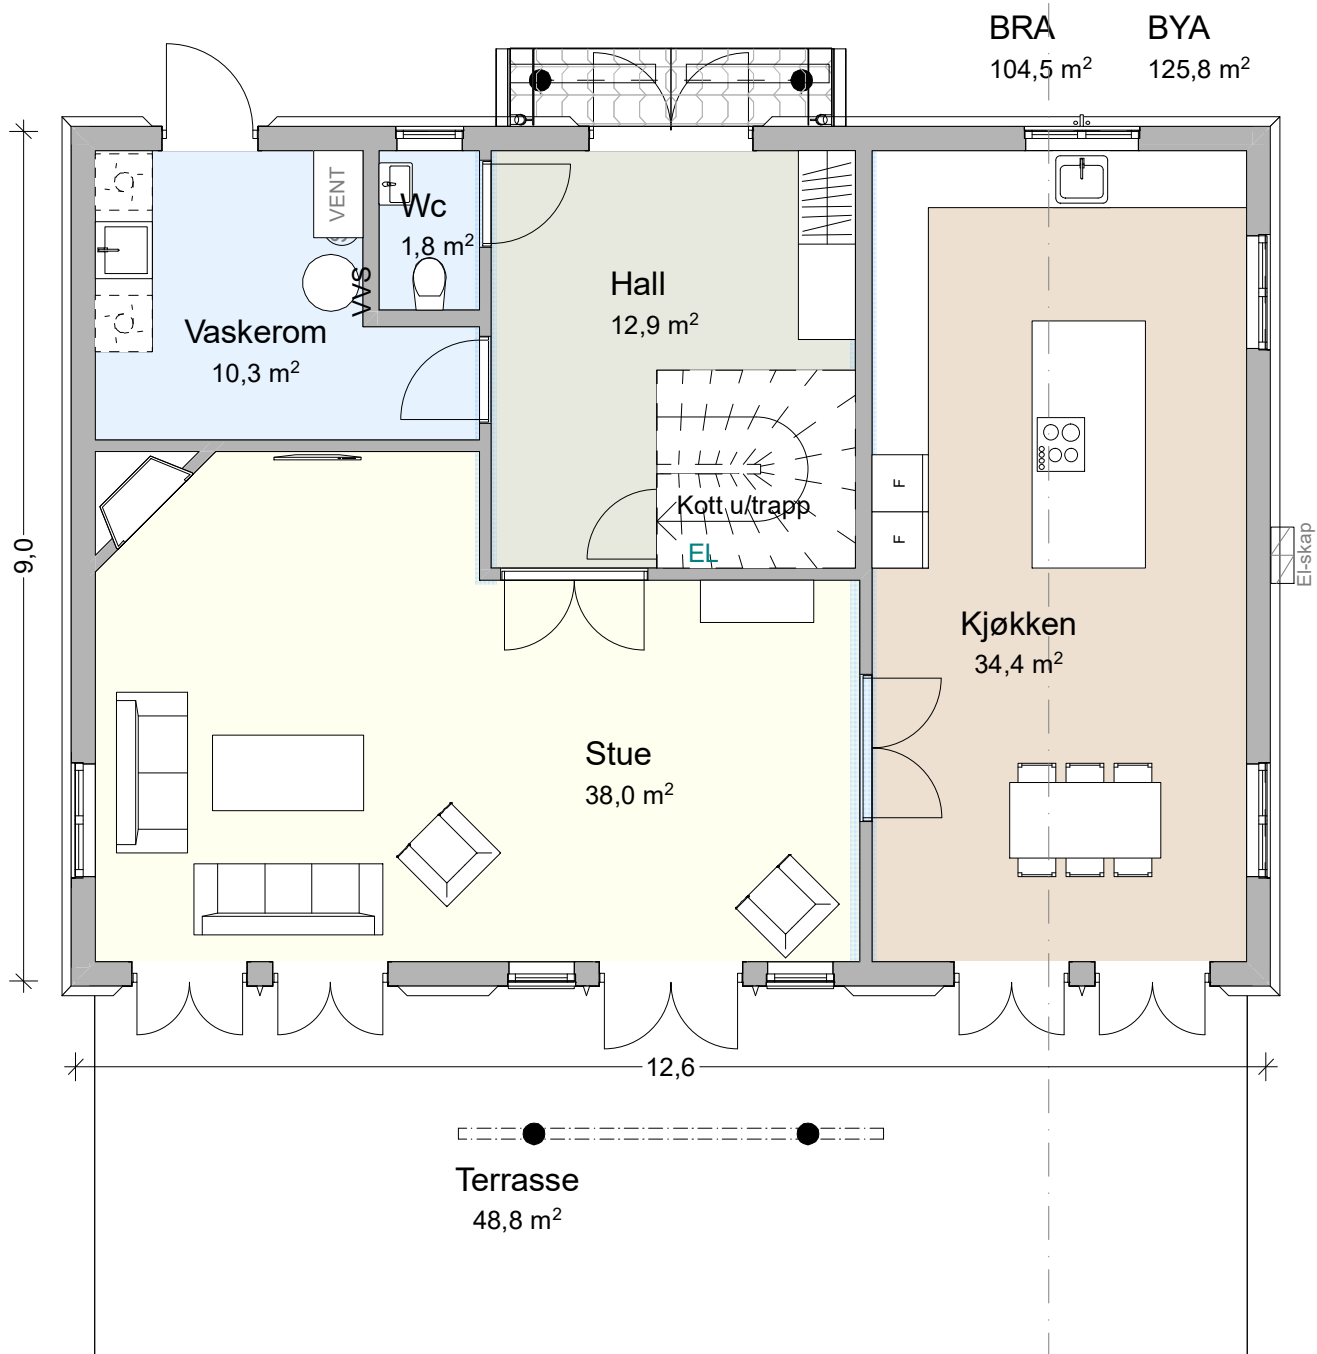 BRA
104,5 m²
BYA
125,8 m²
VENT
Wc
1,8 m²
VVS
Vaskerom
10,3 m²
Hall
12,9 m²
F
F
Kott u/trapp
EL
9,0
El-skap
Kjøkken
34,4 m²
Stue
38,0 m²
12,6
Terrasse
48,8 m²